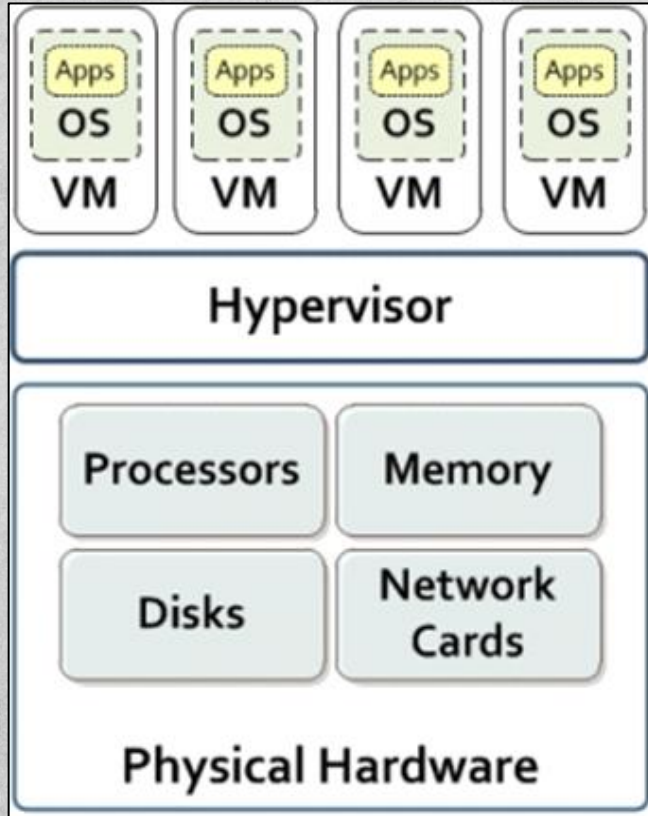 Apps Apps Apps Apps
OS OS OS OS
VM VM VM VM
Hypervisor
Processors Memory
Disks Network
Cards
Physical Hardware